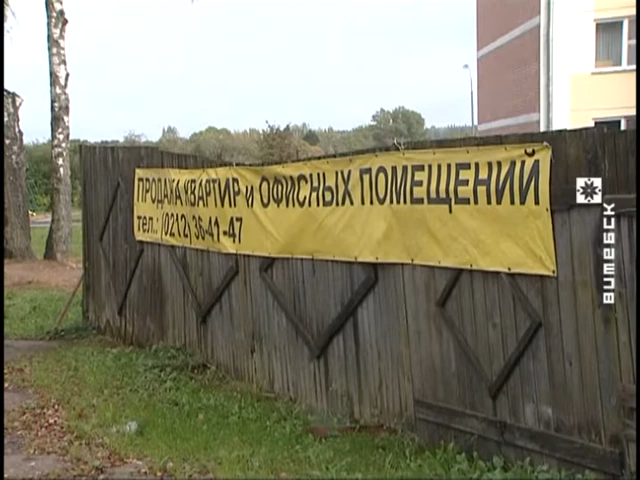 ПРОДАЖА КВАРТИР и ОФИСНЫХ ПОМЕЩЕНИЙ
тел.: (0212) 36-41-47
витебск